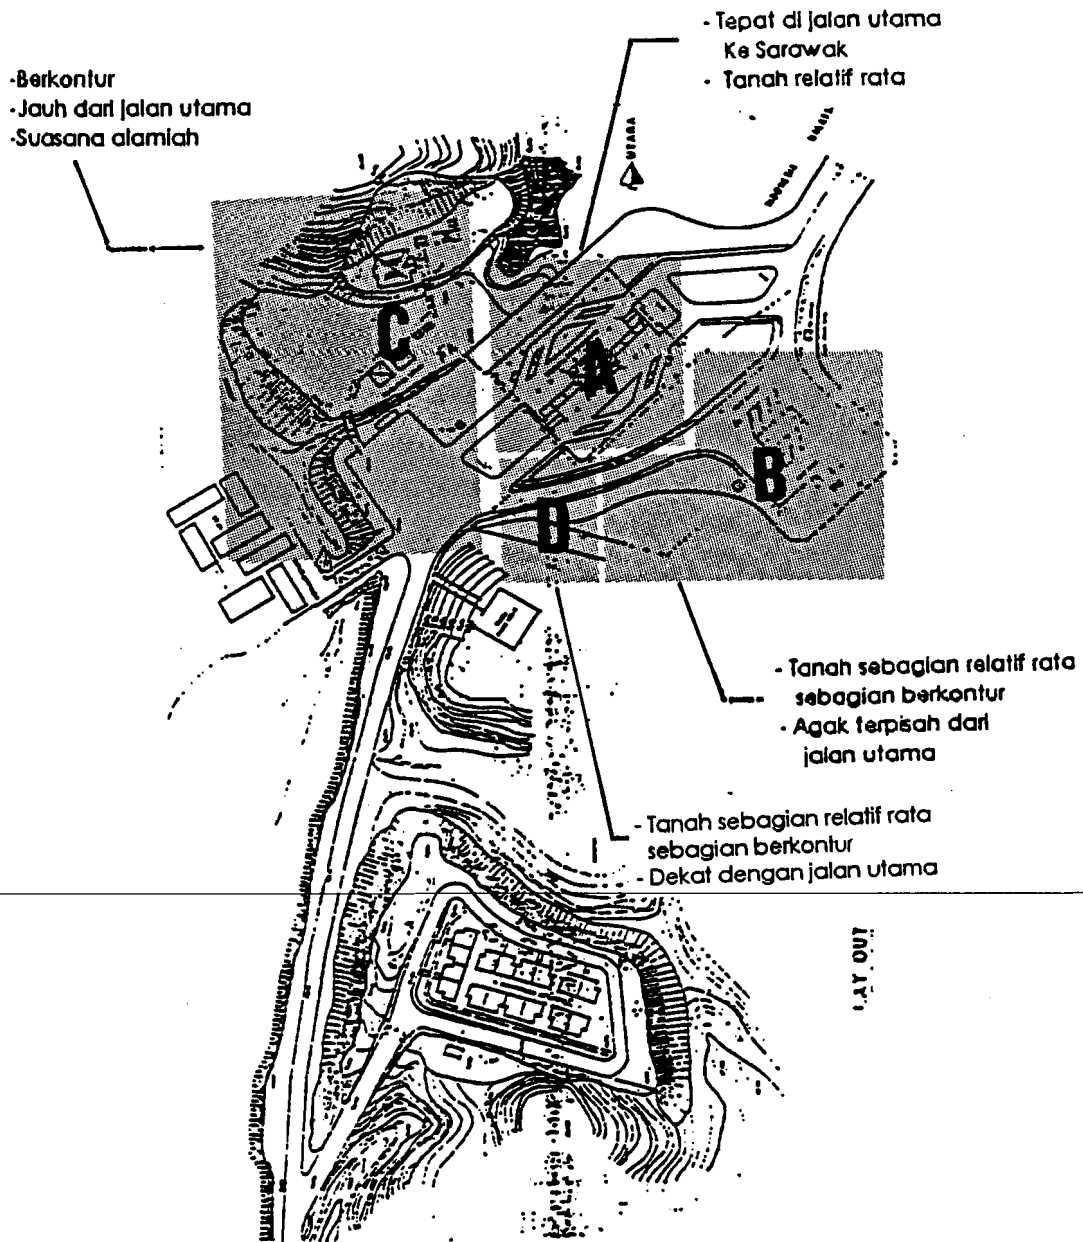 - Tepat di jalan utama
Ke Sarawak
- Tanah relatif rata
·Berkontur
·Jauh dari jalan utama
·Suasana alamiah
UTARA
C
A
B
D
- Tanah sebagian relatif rata
sebagian berkontur
- Agak terpisah dari
jalan utama
- Tanah sebagian relatif rata
sebagian berkontur
- Dekat dengan jalan utama
LAY OUT